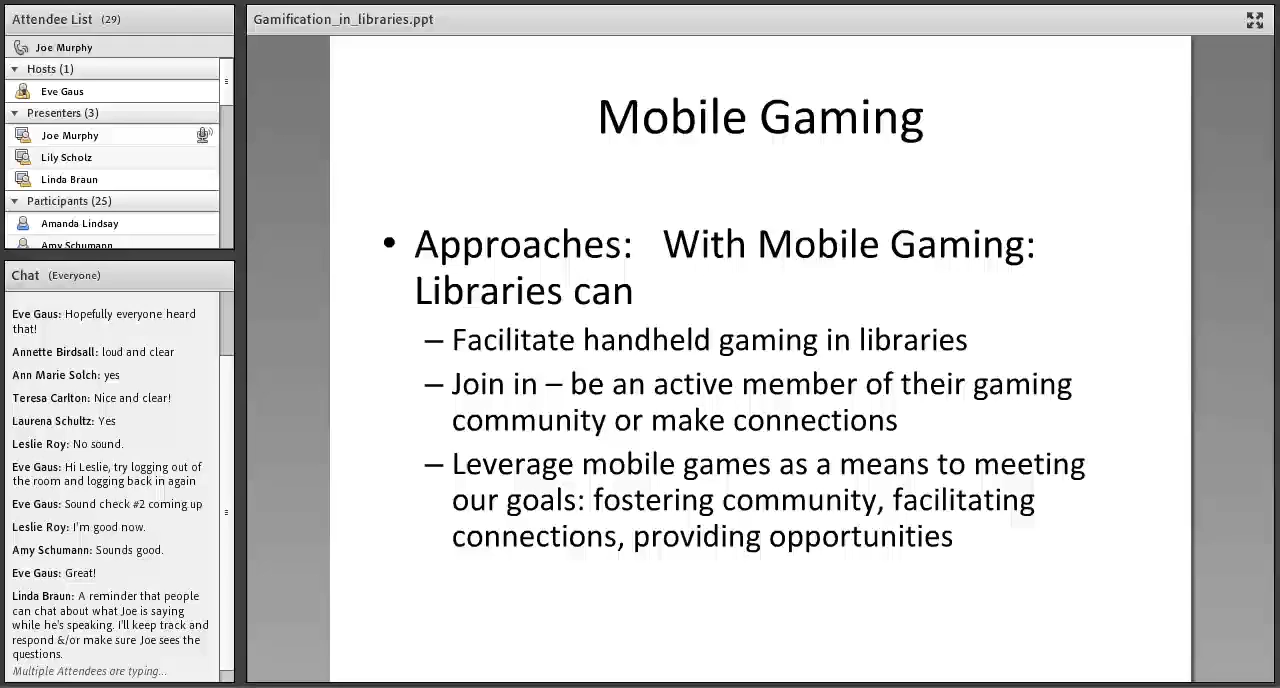 Attendee List (29)
Joe Murphy
Hosts (1)
Eve Gaus
Presenters (3)
Joe Murphy
Lily Scholz
Linda Braun
Participants (25)
Amanda Lindsay
Amy Schumann
Chat (Everyone)
Eve Gaus: Hopefully everyone heard
that!
Annette Birdsall: loud and clear
Ann Marie Solch: yes
Teresa Carlton: Nice and clear!
Laurena Schultz: Yes
Leslie Roy: No sound.
Eve Gaus: Hi Leslie, try logging out of
the room and logging back in again
Eve Gaus: Sound check #2 coming up
Leslie Roy: I'm good now.
Amy Schumann: Sounds good.
Eve Gaus: Great!
Linda Braun: A reminder that people
can chat about what Joe is saying
while he's speaking. I'll keep track and
respond &/or make sure Joe sees the
questions.
Multiple Attendees are typing...
Gamification_in_libraries.ppt
Mobile Gaming
• Approaches: With Mobile Gaming:
Libraries can
– Facilitate handheld gaming in libraries
– Join in – be an active member of their gaming
community or make connections
– Leverage mobile games as a means to meeting
our goals: fostering community, facilitating
connections, providing opportunities